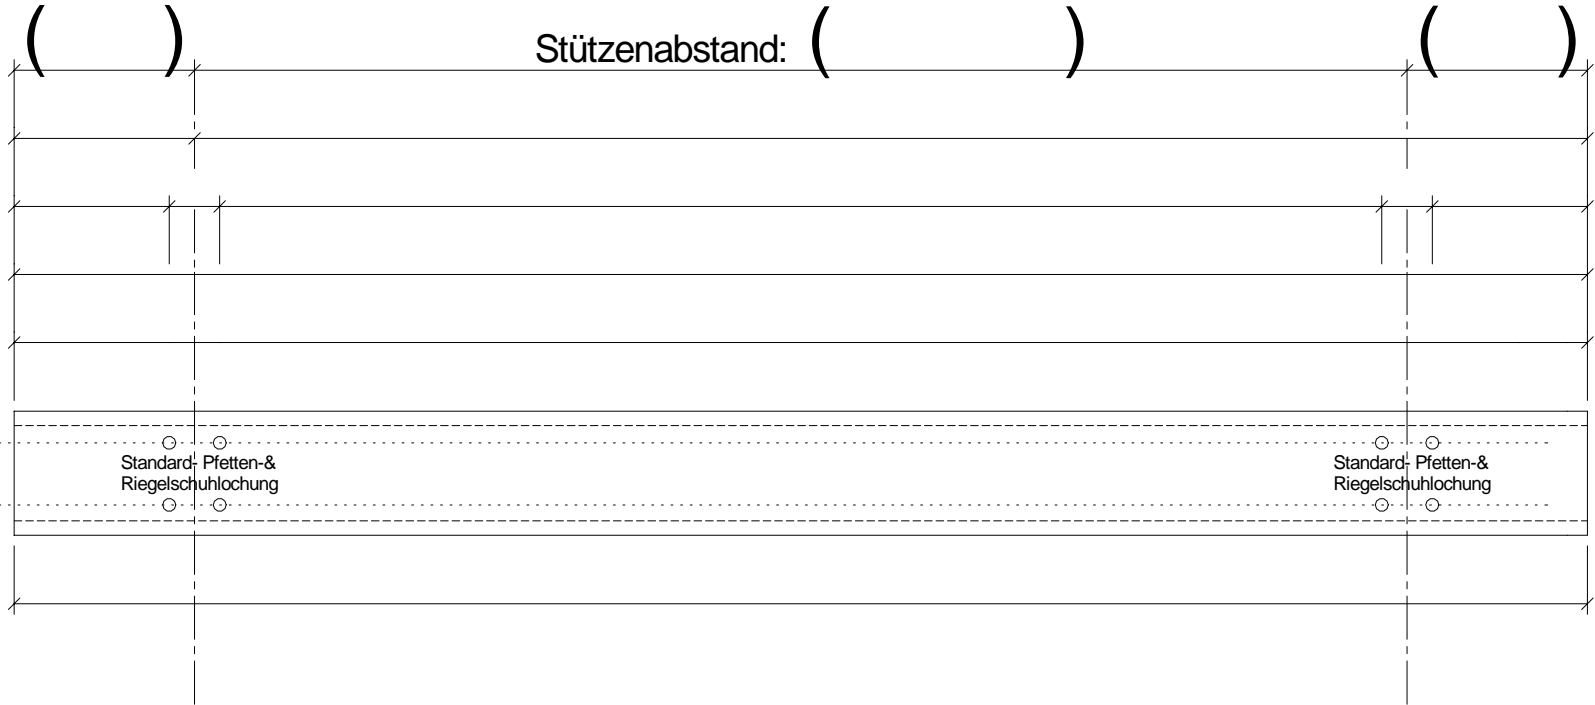 ( ) Stützenabstand: ( ) ( )
Standard- Pfetten-&
Riegelschuhlochung
Standard- Pfetten-&
Riegelschuhlochung